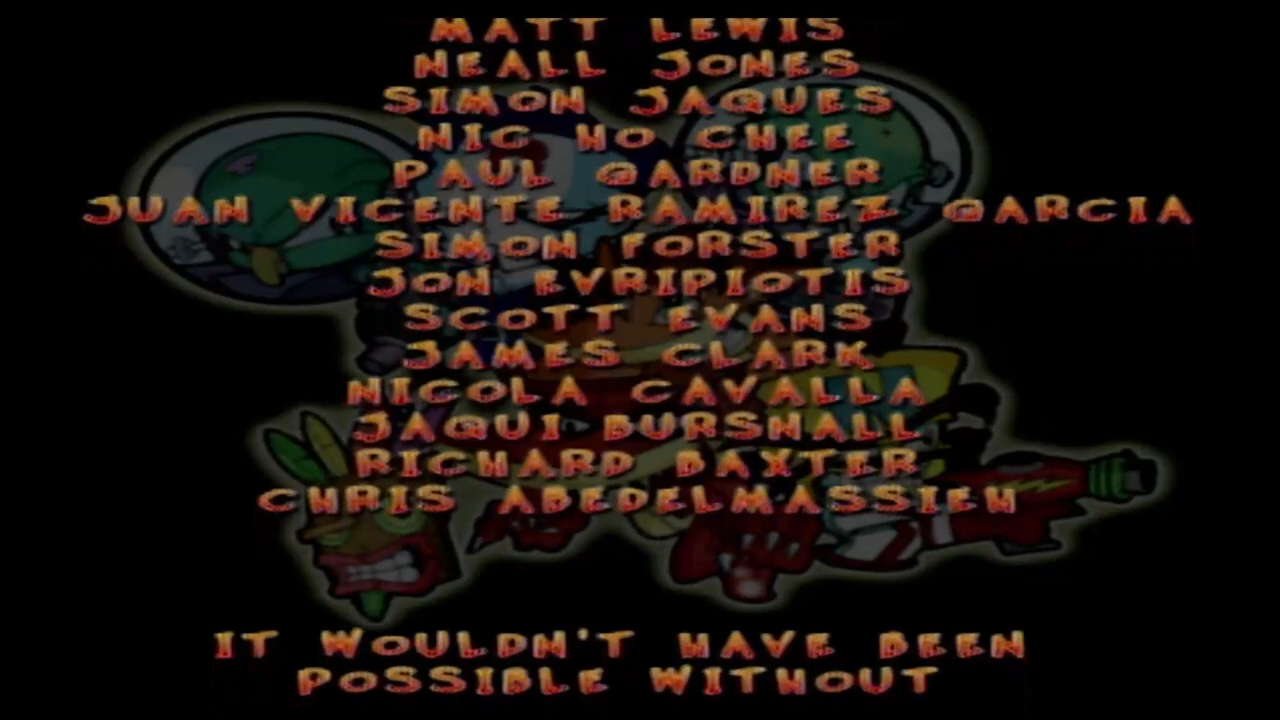 MATT LEWIS
NEALL JONES
SIMON JAQUES
NIC HO CHEE
PAUL GARDNER
JUAN VICENTE RAMIREZ GARCIA
SIMON FORSTER
JON EVRIPIOTIS
SCOTT EVANS
JAMES CLARK
NICOLA CAVALLA
JAQUI BURSHALL
RICHARD BAXTER
CHRIS ABEDELMASSIEH
IT WOULDN'T HAVE BEEN
POSSIBLE WITHOUT